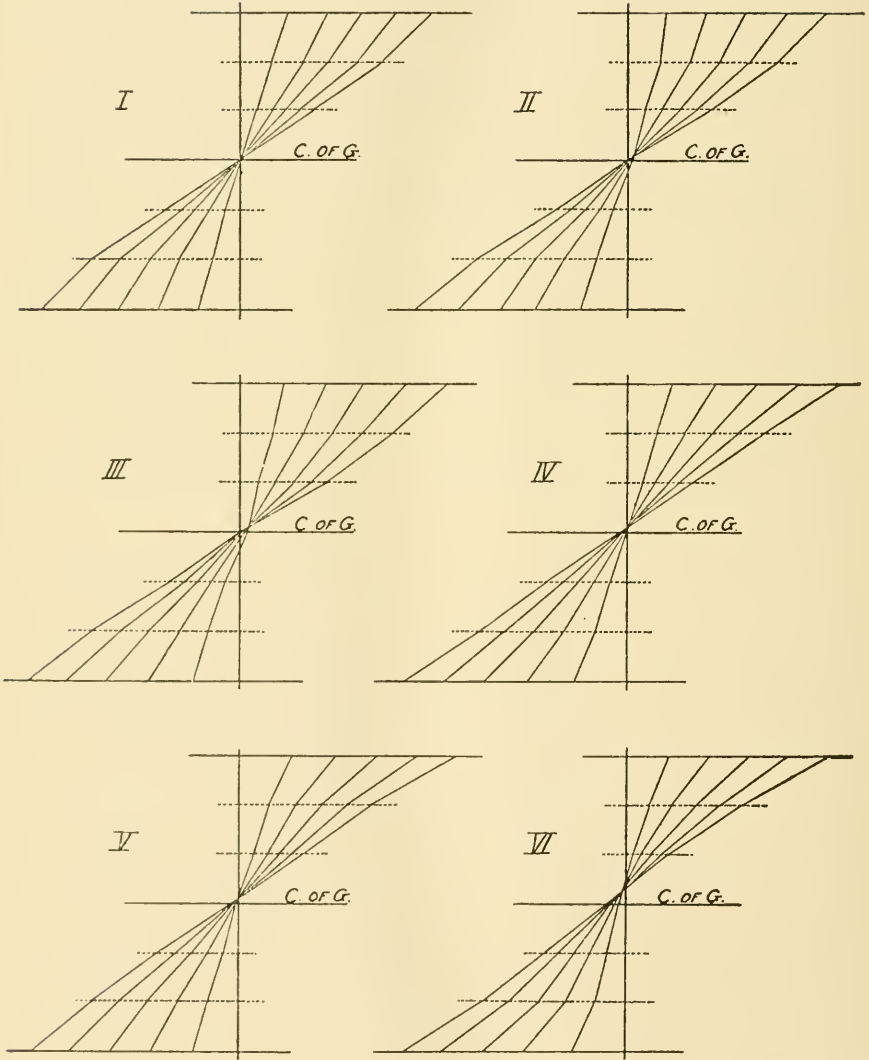 I
C. OF G.
II
C. OF G.
III
C. OF G.
IV
C. OF G.
V
C. OF G.
VI
C. OF G.